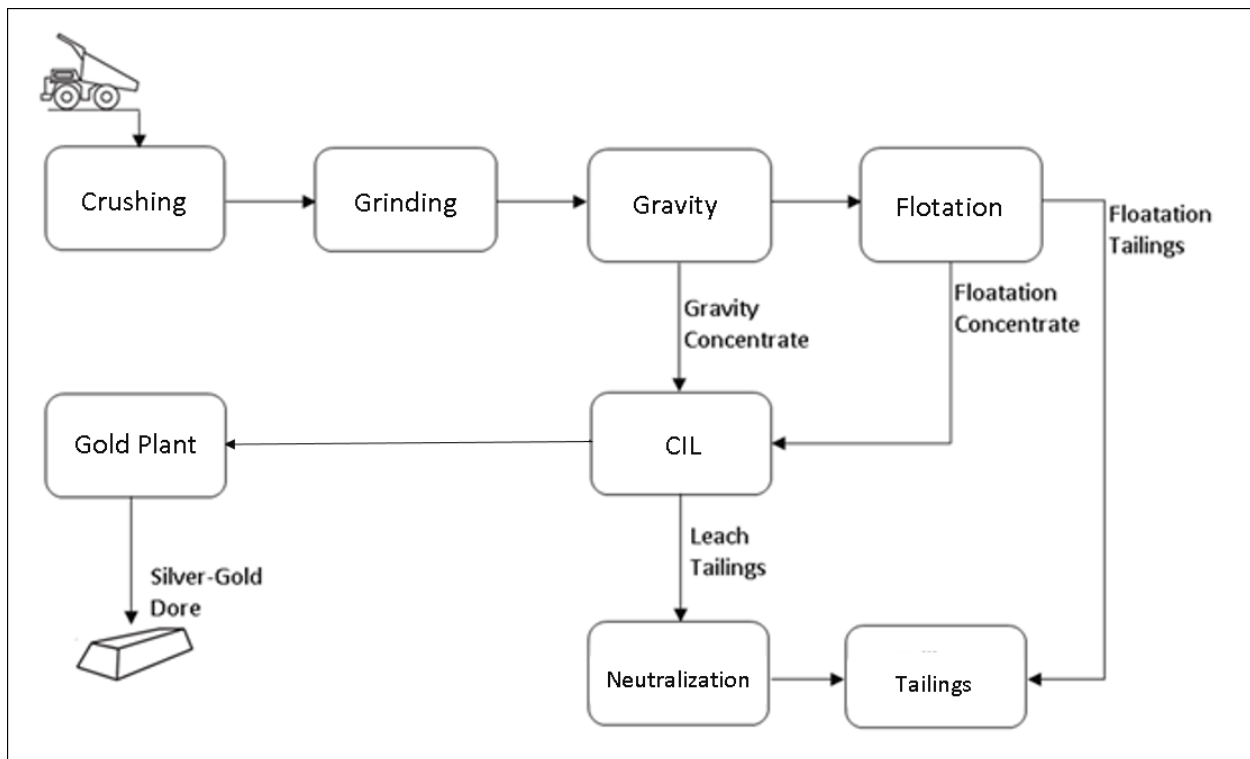 Crushing
Grinding
Gravity
Flotation
Floatation
Tailings
Gravity
Concentrate
Floatation
Concentrate
Gold Plant
CIL
Leach
Tailings
Silver-Gold
Dore
Neutralization
Tailings